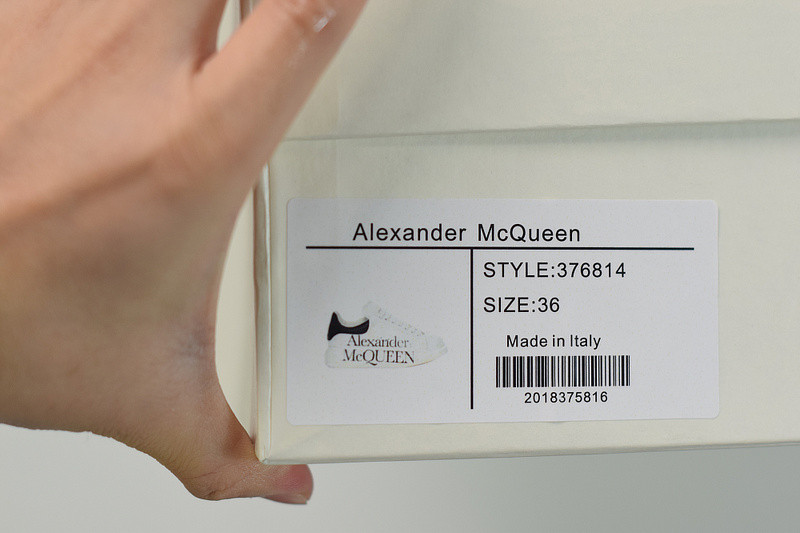 Alexander McQueen
STYLE:376814
SIZE:36
Made in Italy
2018375816
Alexander
McQUEEN